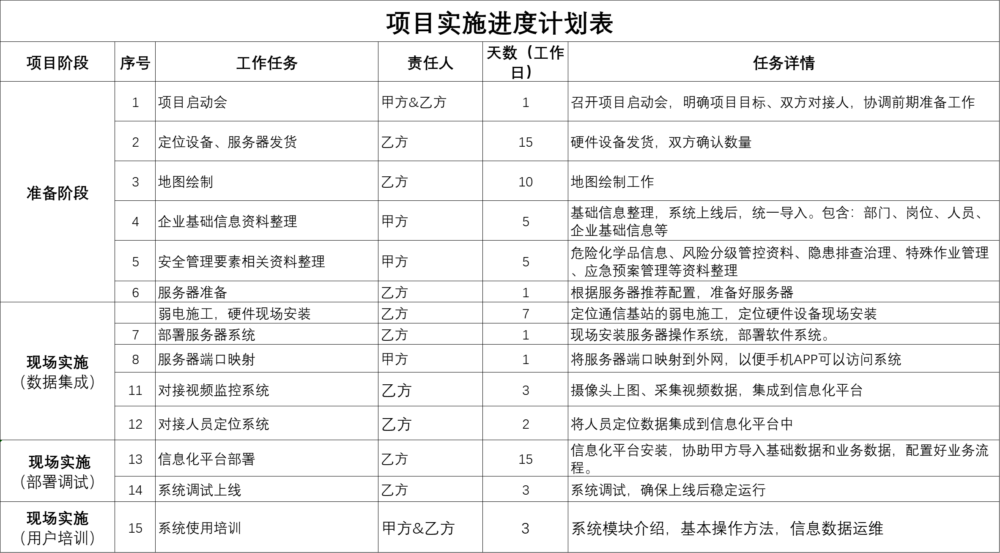 项目实施进度计划表
项目阶段 序号 工作任务 责任人 天数（工作日） 任务详情
准备阶段
1 项目启动会 甲方&乙方 1 召开项目启动会，明确项目目标、双方对接人，协调前期准备工作
2 定位设备、服务器发货 乙方 15 硬件设备发货，双方确认数量
3 地图绘制 乙方 10 地图绘制工作
4 企业基础信息资料整理 甲方 5 基础信息整理，系统上线后，统一导入。包含：部门、岗位、人员、
企业基础信息等
5 安全管理要素相关资料整理 甲方 5 危险化学品信息、风险分级管控资料、隐患排查治理、特殊作业管理
、应急预案管理等资料整理
6 服务器准备 乙方 1 根据服务器推荐配置，准备好服务器
现场实施
（数据集成）
弱电施工，硬件现场安装 乙方 7 定位通信基站的弱电施工，定位硬件设备现场安装
7 部署服务器系统 乙方 1 现场安装服务器操作系统，部署软件系统。
8 服务器端口映射 甲方 1 将服务器端口映射到外网，以便手机APP可以访问系统
11 对接视频监控系统 乙方 3 摄像头上图、采集视频数据，集成到信息化平台
12 对接人员定位系统 乙方 2 将人员定位数据集成到信息化平台中
现场实施
（部署调试）
13 信息化平台部署 乙方 15 信息化平台安装，协助甲方导入基础数据和业务数据，配置好业务流
程。
14 系统调试上线 乙方 3 系统调试，确保上线后稳定运行
现场实施
（用户培训）
15 系统使用培训 甲方&乙方 3 系统模块介绍，基本操作方法，信息数据运维